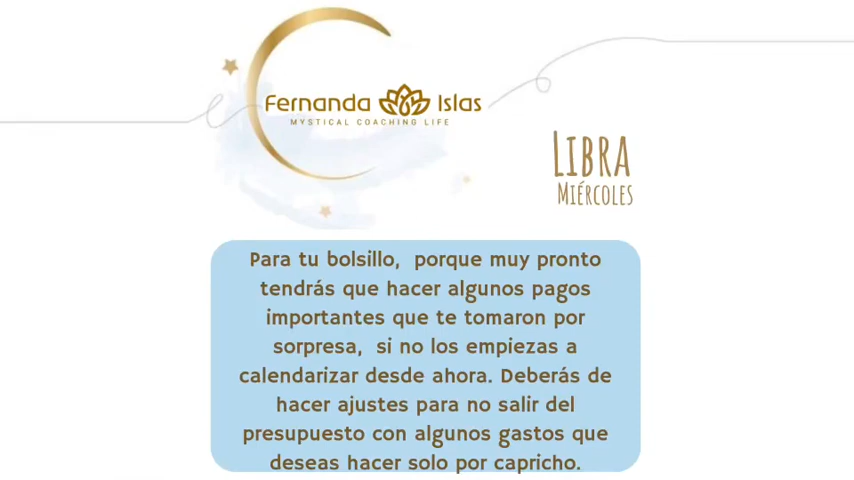 Fernanda Islas
MYSTICAL COACHING LIFE
LIBRA
MIÉRCOLES
Para tu bolsillo, porque muy pronto
tendrás que hacer algunos pagos
importantes que te tomaron por
sorpresa, si no los empiezas a
calendarizar desde ahora. Deberás de
hacer ajustes para no salir del
presupuesto con algunos gastos que
deseas hacer solo por capricho.